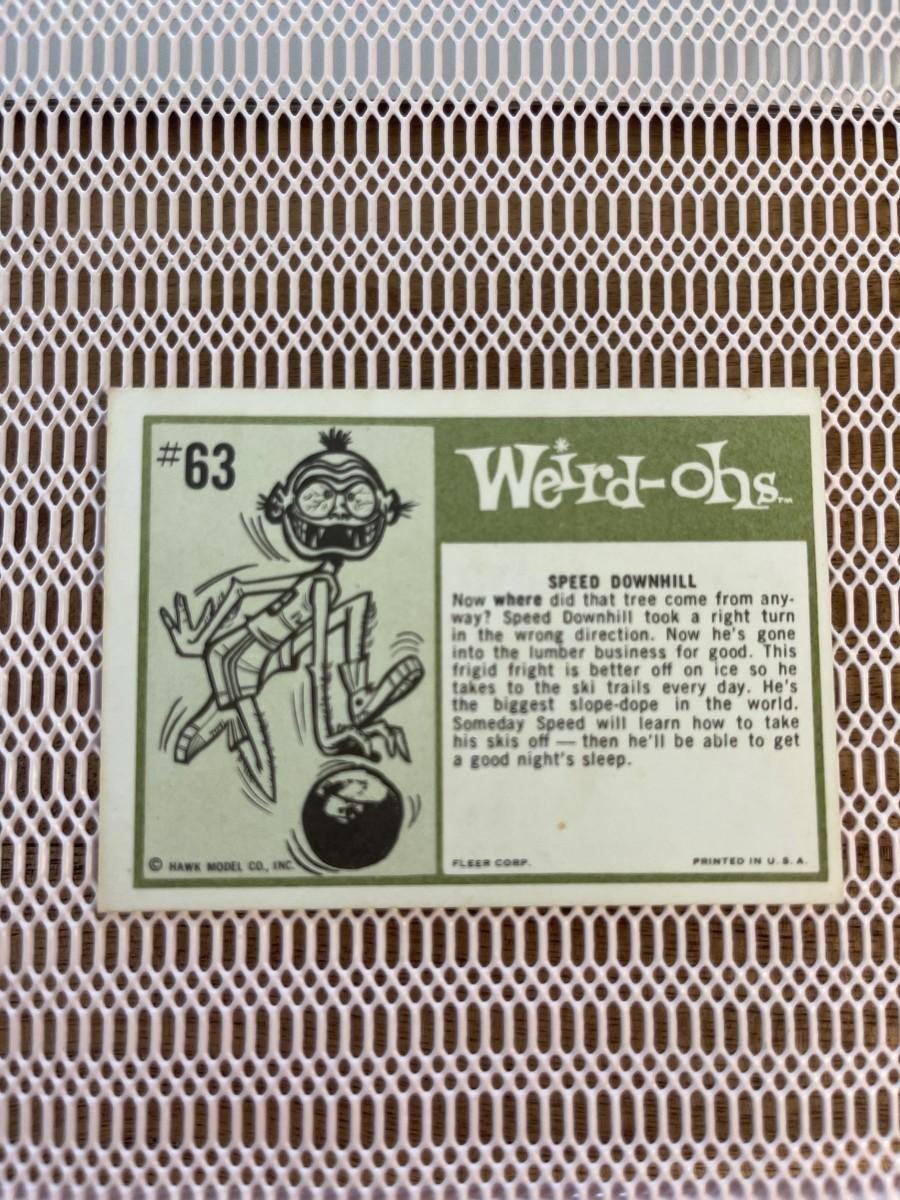 #63
Weird-ohs™
SPEED DOWNHILL
Now where did that tree come from any-
way? Speed Downhill took a right turn
in the wrong direction. Now he's gone
into the lumber business for good. This
frigid fright is better off on ice so he
takes to the ski trails every day. He's
the biggest slope-dope in the world.
Someday Speed will learn how to take
his skis off — then he'll be able to get
a good night's sleep.
© HAWK MODEL CO., INC.
FLEER CORP.
PRINTED IN U.S.A.